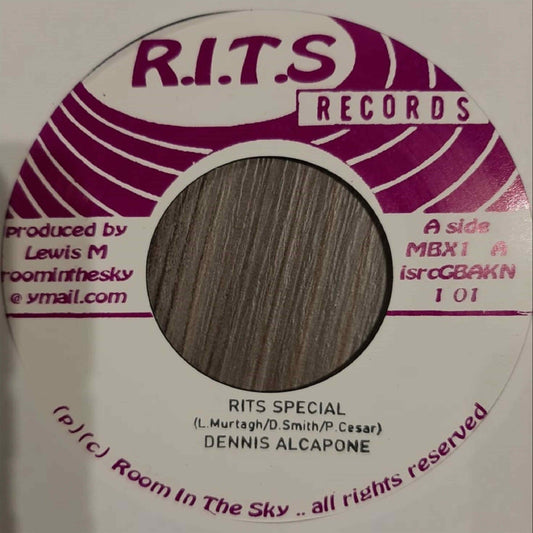 R.I.T.S
RECORDS
produced by
Lewis M
roominthesky
@ ymail.com
A side
MBX1 A
isrcGBAKN
1 01
RITS SPECIAL
(L.Murtagh/D.Smith/P.Cesar)
DENNIS ALCAPONE
(p)(c) Room In The Sky .. all rights reserved